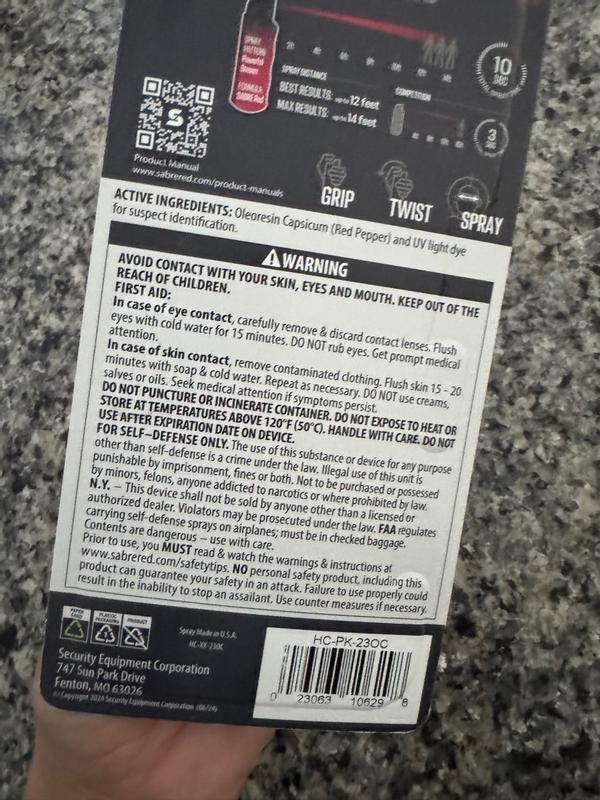 SPRAY
PATTERN:
Powerful
Stream
FORMULA:
SABRE Red
10
SEC
SPRAY DISTANCE
BEST RESULTS: up to 12 feet
MAX RESULTS: up to 14 feet
COMPETITION
3
SEC
Product Manual
www.sabrered.com/product-manuals
GRIP
TWIST
SPRAY
ACTIVE INGREDIENTS: Oleoresin Capsicum (Red Pepper) and UV light dye
for suspect identification.
WARNING
AVOID CONTACT WITH YOUR SKIN, EYES AND MOUTH. KEEP OUT OF THE
REACH OF CHILDREN.
FIRST AID:
In case of eye contact, carefully remove & discard contact lenses. Flush
eyes with cold water for 15 minutes. DO NOT rub eyes. Get prompt medical
attention.
In case of skin contact, remove contaminated clothing. Flush skin 15 - 20
minutes with soap & cold water. Repeat as necessary. DO NOT use creams,
salves or oils. Seek medical attention if symptoms persist.
DO NOT PUNCTURE OR INCINERATE CONTAINER. DO NOT EXPOSE TO HEAT OR
STORE AT TEMPERATURES ABOVE 120°F (50°C). HANDLE WITH CARE. DO NOT
USE AFTER EXPIRATION DATE ON DEVICE.
FOR SELF–DEFENSE ONLY. The use of this substance or device for any purpose
other than self-defense is a crime under the law. Illegal use of this unit is
punishable by imprisonment, fines or both. Not to be purchased or possessed
by minors, felons, anyone addicted to narcotics or where prohibited by law.
N.Y. – This device shall not be sold by anyone other than a licensed or
authorized dealer. Violators may be prosecuted under the law. FAA regulates
carrying self-defense sprays on airplanes; must be in checked baggage.
Contents are dangerous – use with care.
Prior to use, you MUST read & watch the warnings & instructions at
www.sabrered.com/safetytips. NO personal safety product, including this
product can guarantee your safety in an attack. Failure to use properly could
result in the inability to stop an assailant. Use counter measures if necessary.
PAPER CARD
PLASTIC PACKAGING
PRODUCT
Spray Made in U.S.A.
HC-XX-23OC
Security Equipment Corporation
747 Sun Park Drive
Fenton, MO 63026
© Copyright 2024 Security Equipment Corporation (06/24)
HC-PK-23OC
0 23063 10629 8